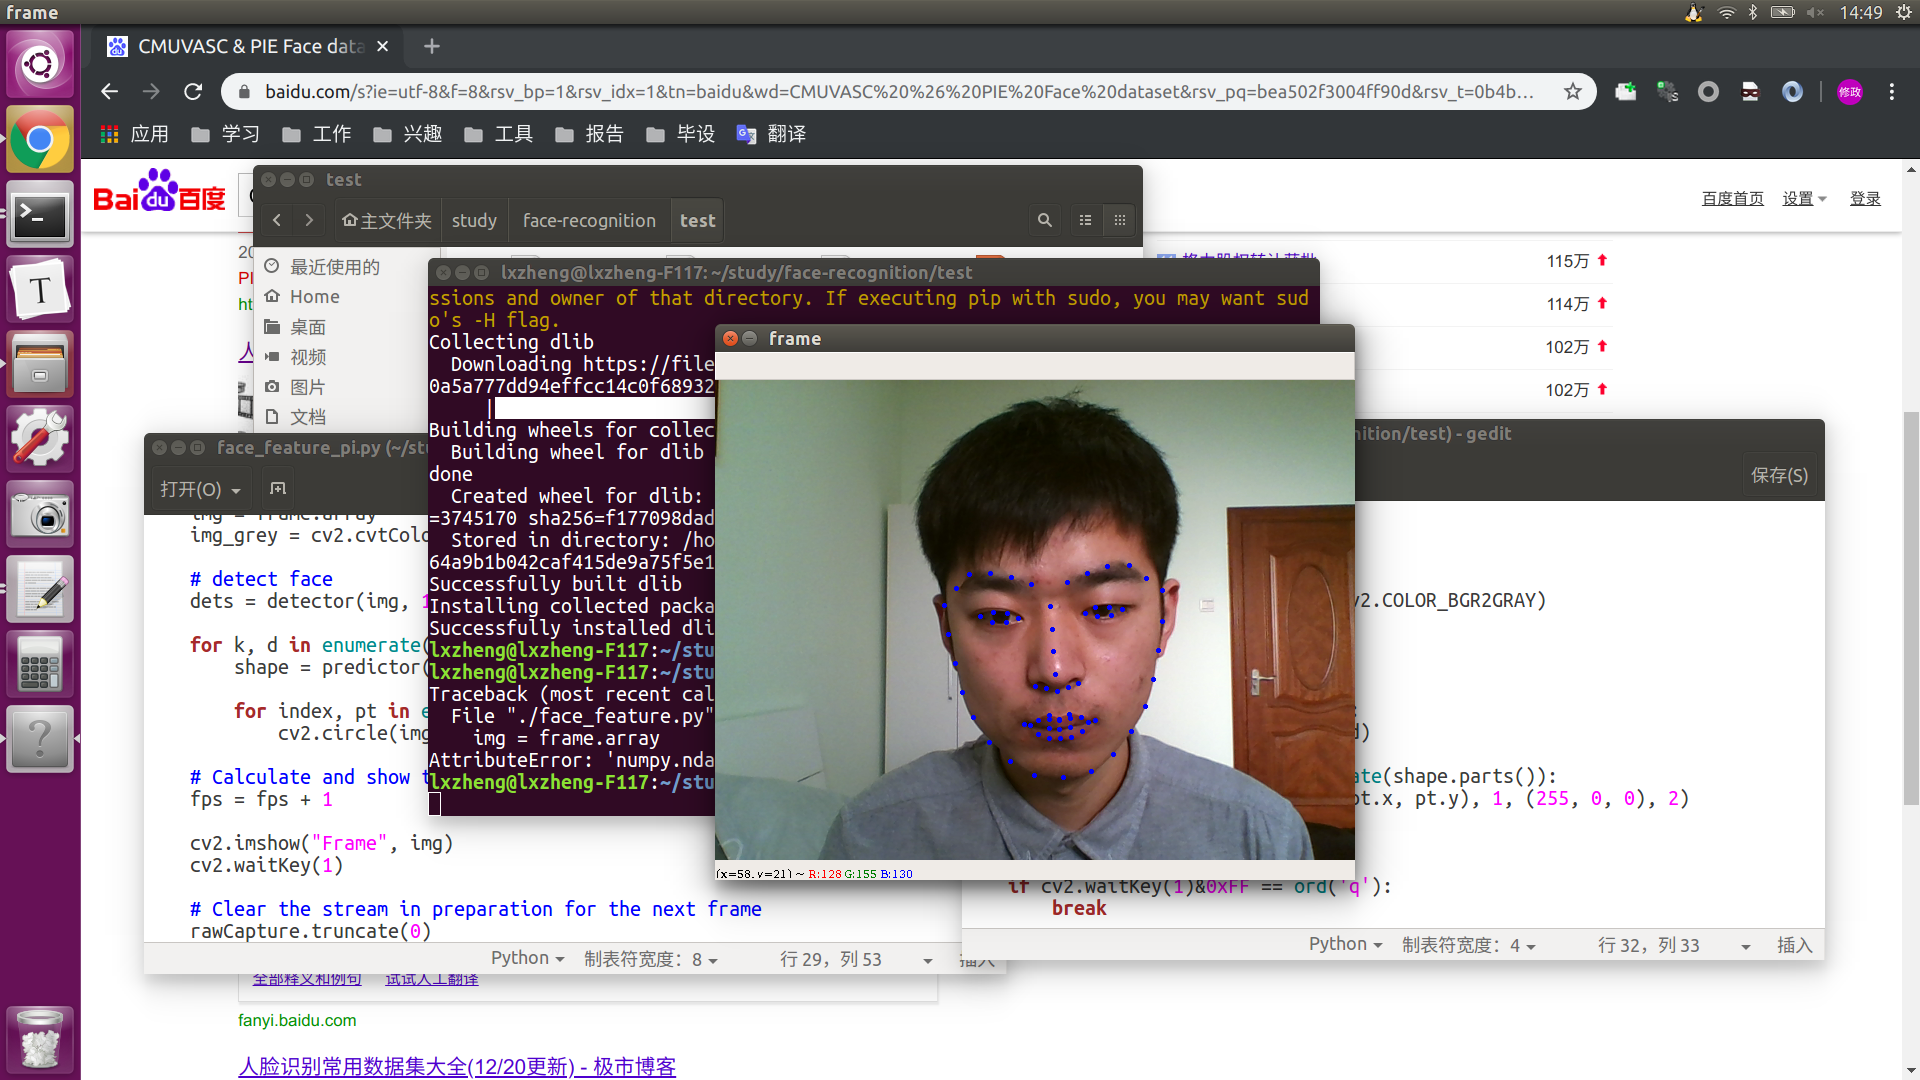 frame
14:49
CMUVASC & PIE Face data
baidu.com/s?ie=utf-8&f=8&rsv_bp=1&rsv_idx=1&tn=baidu&wd=CMUVASC%20%26%20PIE%20Face%20dataset&rsv_pq=bea502f3004ff90d&rsv_t=0b4b...
修改
应用 学习 工作 兴趣 工具 报告 毕设 翻译
Bai du 百度
百度首页 设置 登录
test
主文件夹 study face-recognition test
最近使用的
Home
桌面
视频
图片
文档
115万
114万
102万
102万
lxzheng@lxzheng-F117: ~/study/face-recognition/test
ssions and owner of that directory. If executing pip with sudo, you may want sud
o's -H flag.
Collecting dlib
Downloading https://file
0a5a777dd94effcc14c0f68932
|
Building wheels for collec
Building wheel for dlib
done
Created wheel for dlib:
=3745170 sha256=f177098dad
Stored in directory: /ho
64a9b1b042caf415de9a75f5e1
Successfully built dlib
Installing collected packa
Successfully installed dli
lxzheng@lxzheng-F117:~/stu
lxzheng@lxzheng-F117:~/stu
Traceback (most recent cal
File "./face_feature.py"
img = frame.array
AttributeError: 'numpy.nda
lxzheng@lxzheng-F117:~/stu
frame
(x=58, y=21) ~ R:128 G:155 B:130
face_feature_pi.py (~/stu
打开(O)
img = frame.array
img_grey = cv2.cvtColo
# detect face
dets = detector(img, 1
for k, d in enumerate(
shape = predictor(
for index, pt in e
cv2.circle(img
# Calculate and show t
fps = fps + 1
cv2.imshow("Frame", img)
cv2.waitKey(1)
# Clear the stream in preparation for the next frame
rawCapture.truncate(0)
Python 制表符宽度：8 行 29，列 53 插入
nition/test) - gedit
保存(S)
v2.COLOR_BGR2GRAY)
ate(shape.parts()):
pt.x, pt.y), 1, (255, 0, 0), 2)
if cv2.waitKey(1)&0xFF == ord('q'):
break
Python 制表符宽度：4 行 32，列 33 插入
全部释义和例句 试试人工翻译
fanyi.baidu.com
人脸识别常用数据集大全(12/20更新) - 极市博客